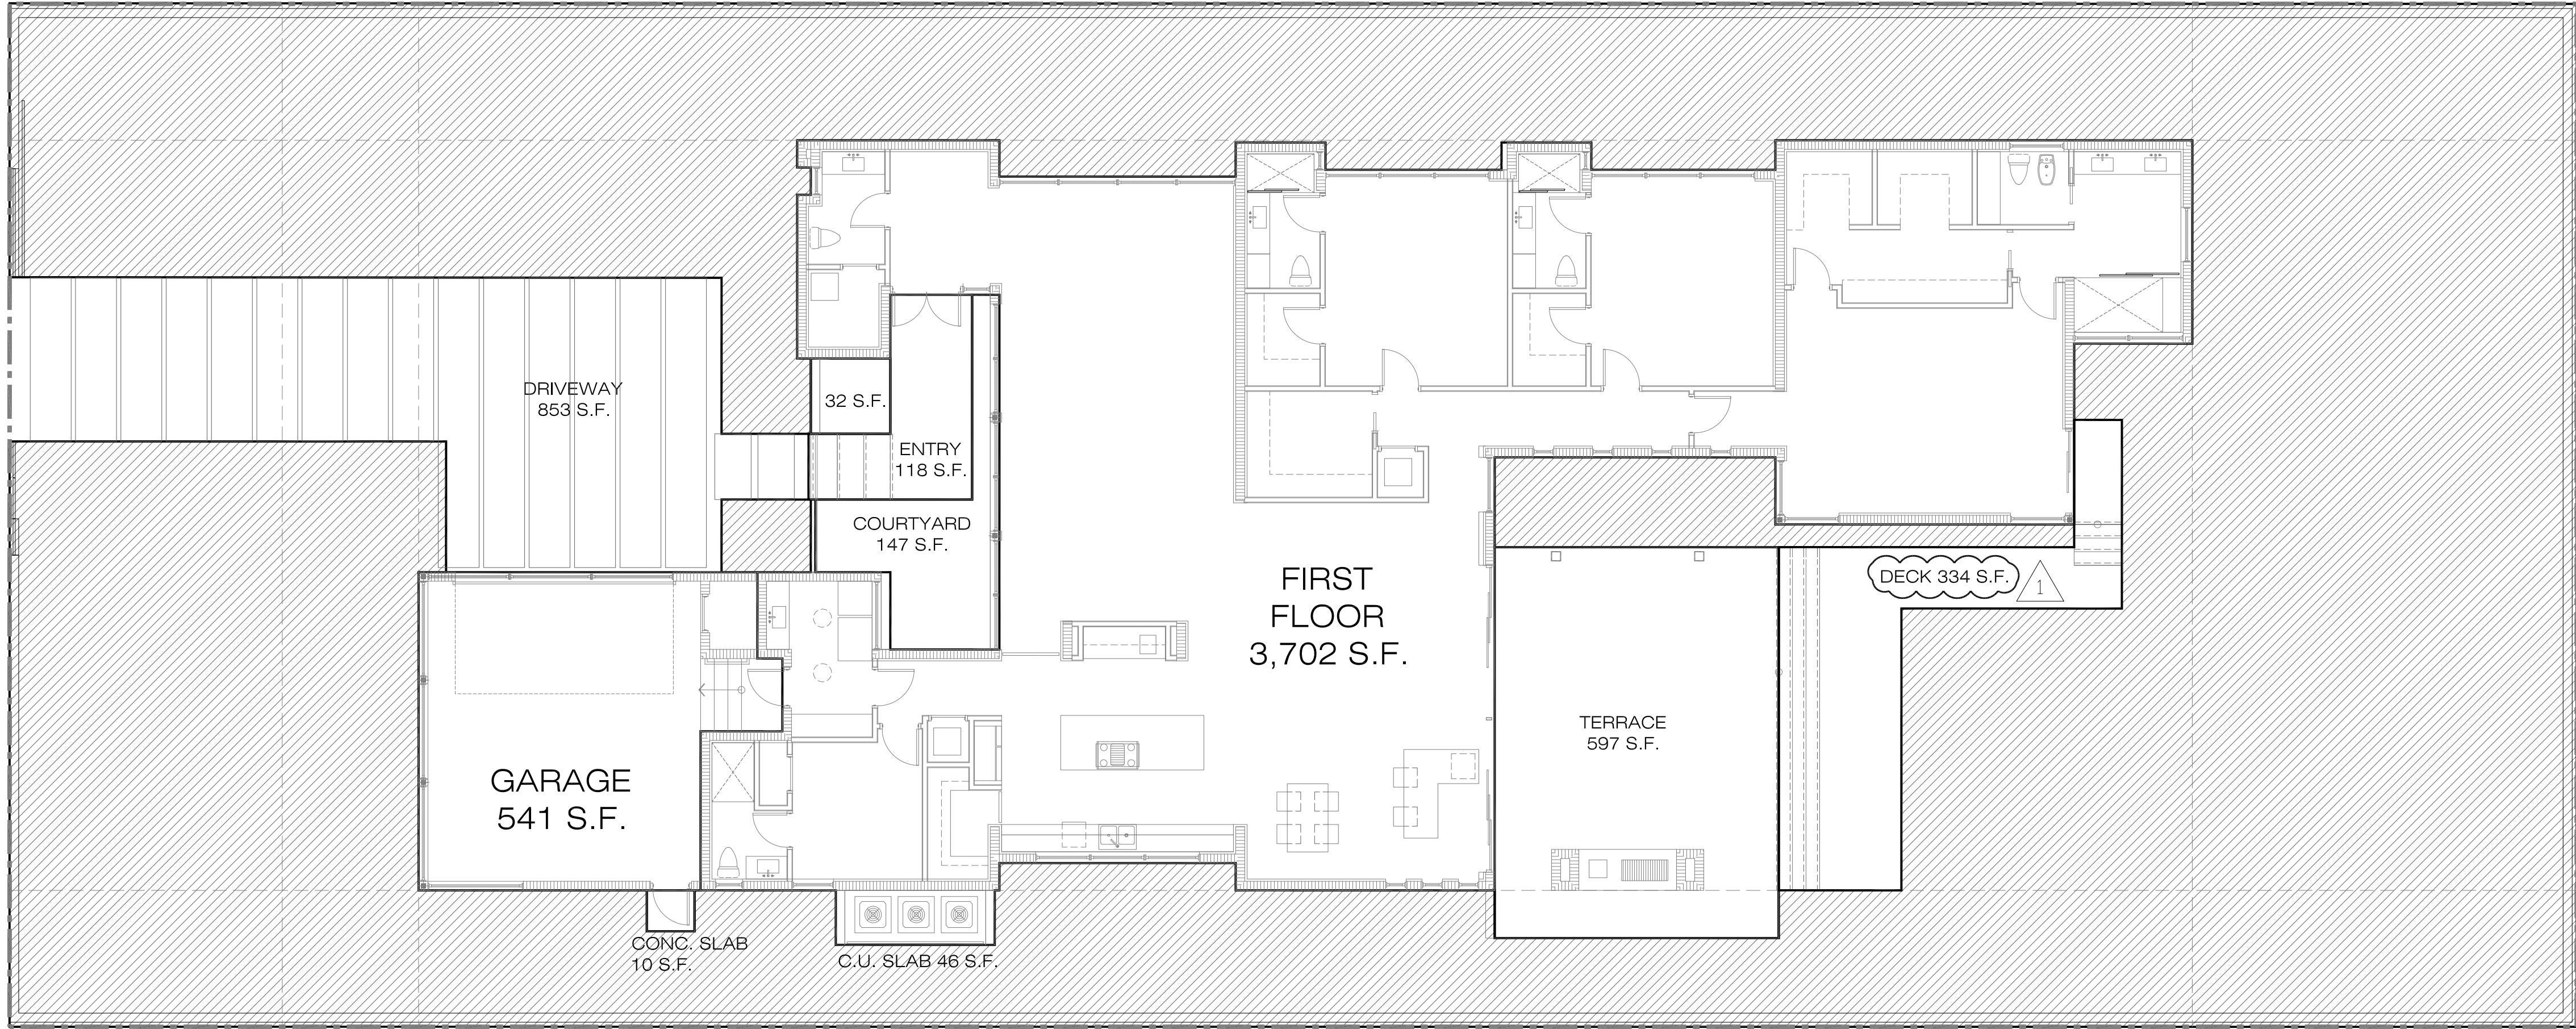 DRIVEWAY
853 S.F.
32 S.F.
ENTRY
118 S.F.
COURTYARD
147 S.F.
FIRST
FLOOR
3,702 S.F.
DECK 334 S.F.
1
TERRACE
597 S.F.
GARAGE
541 S.F.
CONC. SLAB
10 S.F.
C.U. SLAB 46 S.F.